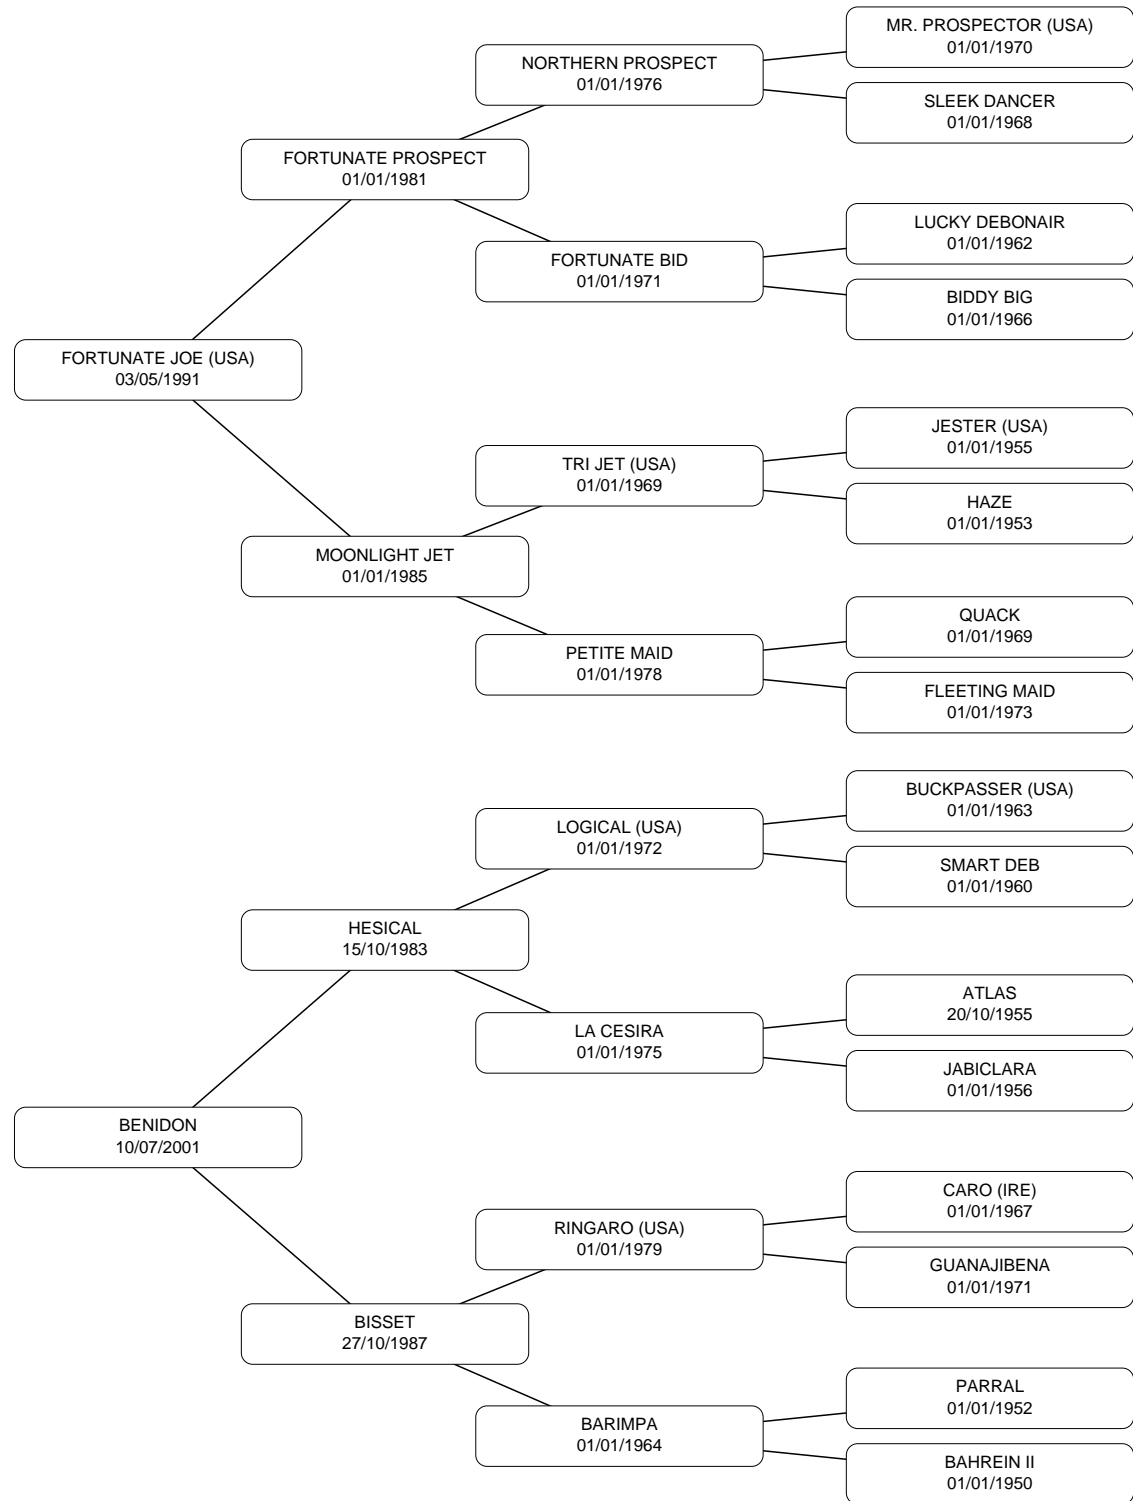 MR. PROSPECTOR (USA)
01/01/1970
NORTHERN PROSPECT
01/01/1976
SLEEK DANCER
01/01/1968
FORTUNATE PROSPECT
01/01/1981
LUCKY DEBONAIR
01/01/1962
FORTUNATE BID
01/01/1971
BIDDY BIG
01/01/1966
FORTUNATE JOE (USA)
03/05/1991
JESTER (USA)
01/01/1955
TRI JET (USA)
01/01/1969
HAZE
01/01/1953
MOONLIGHT JET
01/01/1985
QUACK
01/01/1969
PETITE MAID
01/01/1978
FLEETING MAID
01/01/1973
BUCKPASSER (USA)
01/01/1963
LOGICAL (USA)
01/01/1972
SMART DEB
01/01/1960
HESICAL
15/10/1983
ATLAS
20/10/1955
LA CESIRA
01/01/1975
JABICLARA
01/01/1956
BENIDON
10/07/2001
CARO (IRE)
01/01/1967
RINGARO (USA)
01/01/1979
GUANAJIBENA
01/01/1971
BISSET
27/10/1987
PARRAL
01/01/1952
BARIMPA
01/01/1964
BAHREIN II
01/01/1950